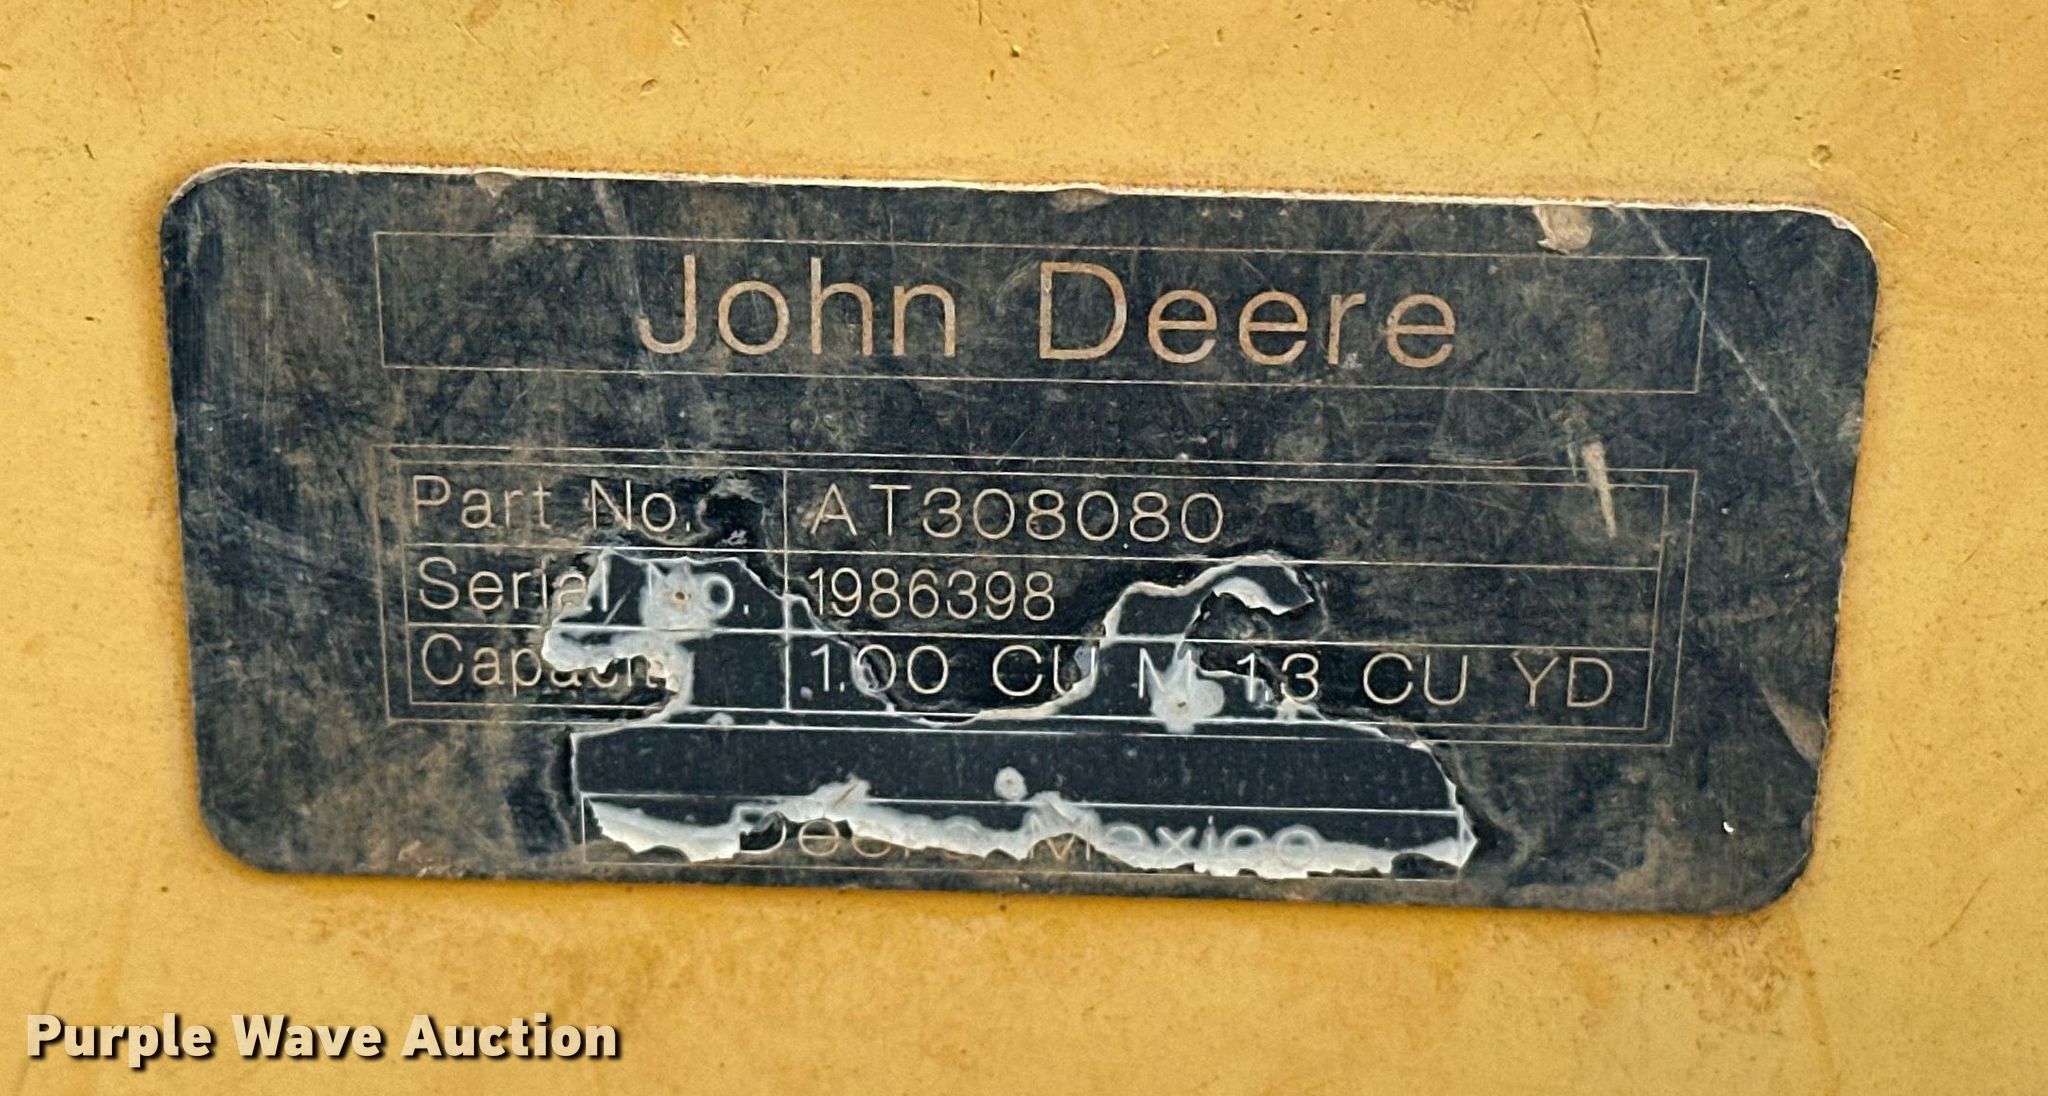 John Deere
Part No. AT308080
Serial No. 1986398
Capacity 1.00 CU M 1.3 CU YD
Deere Mexico
Purple Wave Auction